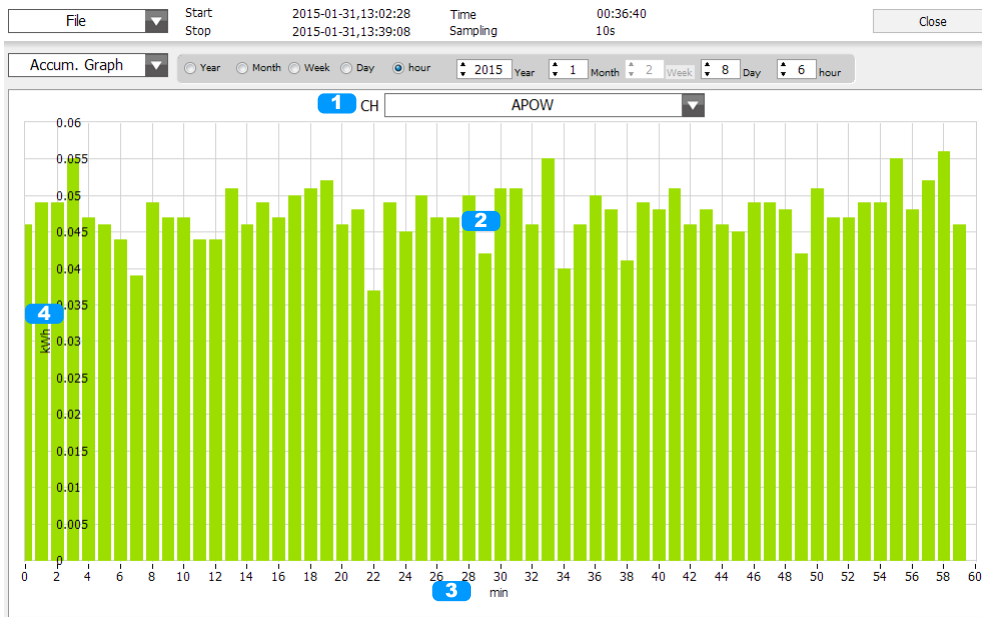 File Start 2015-01-31,13:02:28 Time 00:36:40 Close
Stop 2015-01-31,13:39:08 Sampling 10s
Accum. Graph Year Month Week Day hour 2015 Year 1 Month 2 Week 8 Day 6 hour
1 CH APOW
0.06
0.055
0.05
2
0.045
0.04
4 0.035
kWh
0.03
0.025
0.02
0.015
0.01
0.005
0
0 2 4 6 8 10 12 14 16 18 20 22 24 26 28 30 32 34 36 38 40 42 44 46 48 50 52 54 56 58 60
3 min